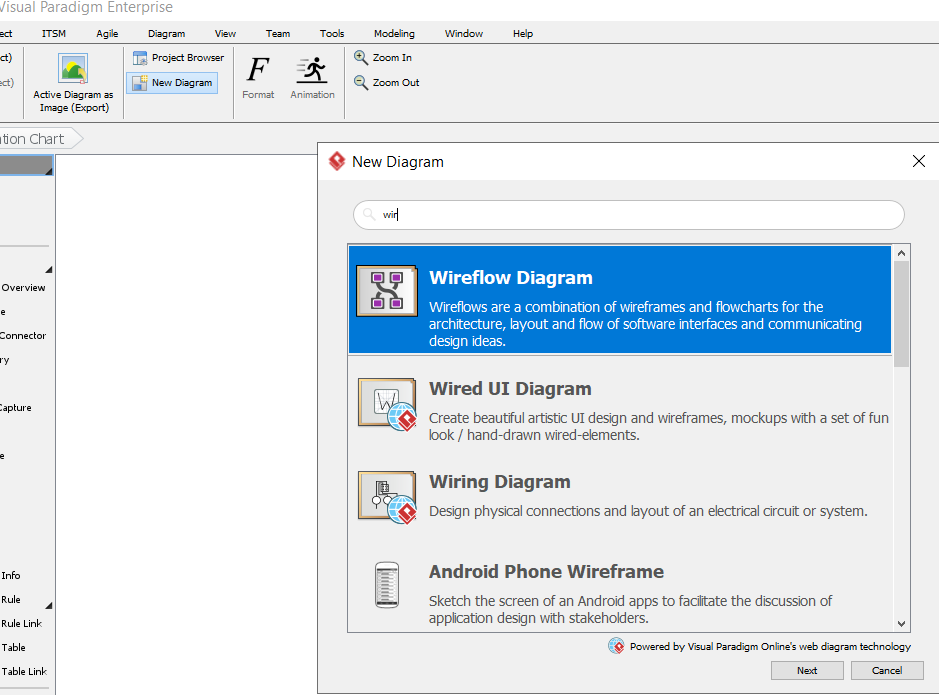 Visual Paradigm Enterprise
ect ITSM Agile Diagram View Team Tools Modeling Window Help
ct) Project Browser Zoom In
ect) New Diagram Zoom Out
Active Diagram as Image (Export)
Format Animation
tion Chart
New Diagram
wir
Wireflow Diagram
Wireflows are a combination of wireframes and flowcharts for the
architecture, layout and flow of software interfaces and communicating
design ideas.
Wired UI Diagram
Create beautiful artistic UI design and wireframes, mockups with a set of fun
look / hand-drawn wired-elements.
Wiring Diagram
Design physical connections and layout of an electrical circuit or system.
Android Phone Wireframe
Sketch the screen of an Android apps to facilitate the discussion of
application design with stakeholders.
Powered by Visual Paradigm Online's web diagram technology
Next Cancel
Overview
e
Connector
ry
Capture
e
Info
Rule
Rule Link
Table
Table Link